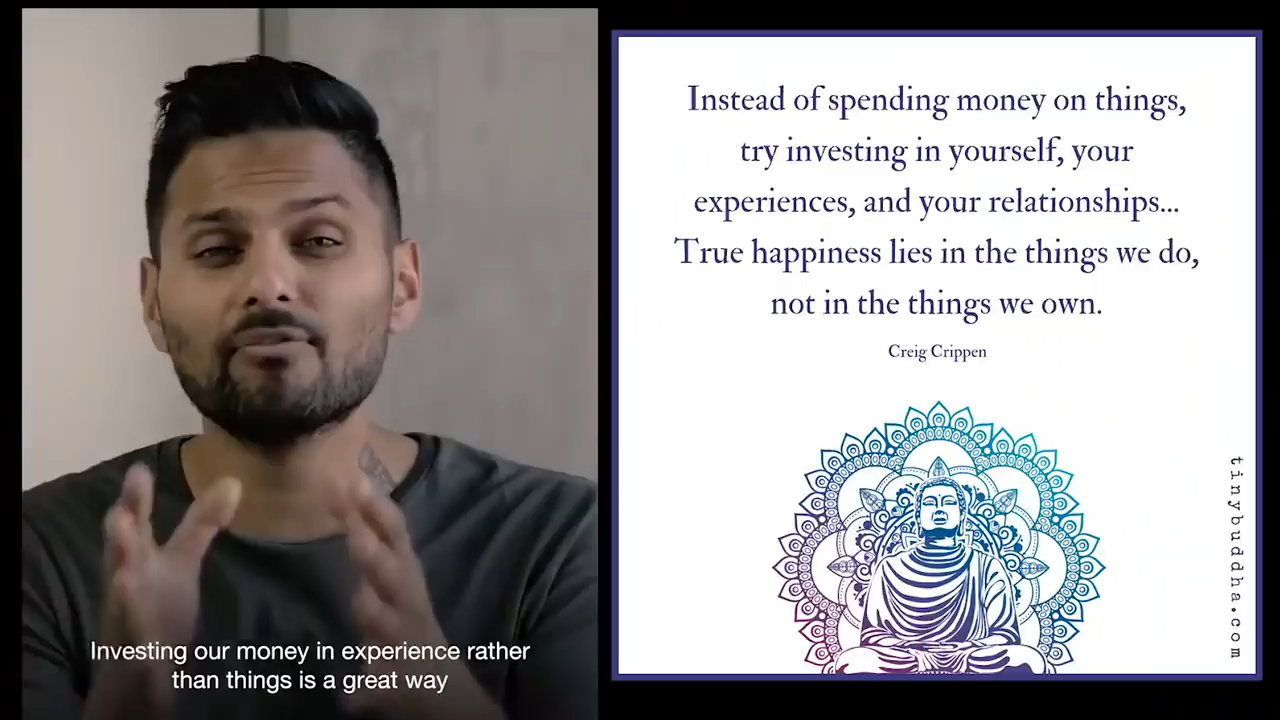 Investing our money in experience rather
than things is a great way
Instead of spending money on things,
try investing in yourself, your
experiences, and your relationships...
True happiness lies in the things we do,
not in the things we own.
Creig Crippen
tinybuddha.com